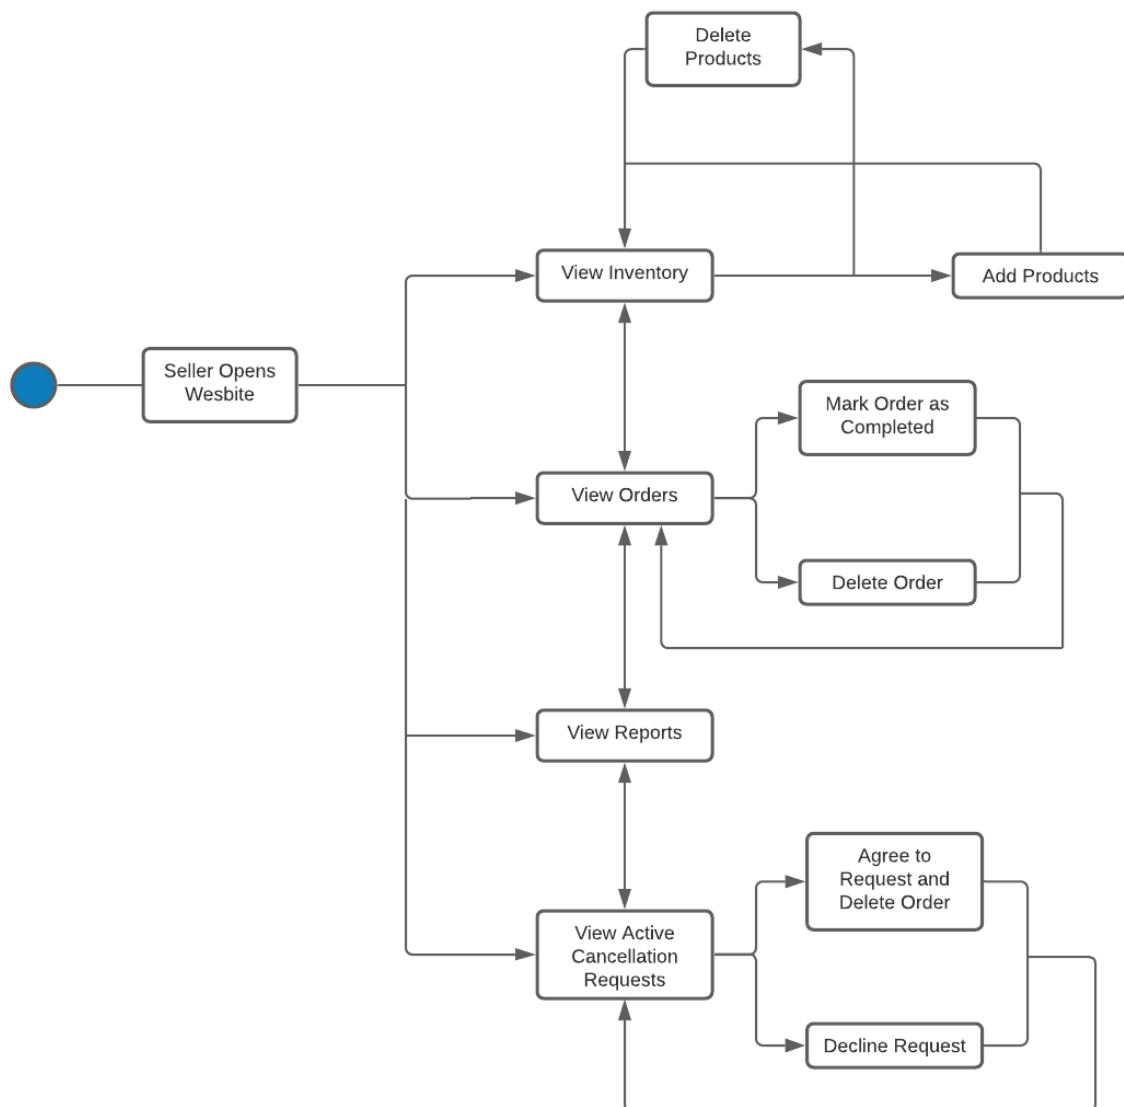 Delete
Products
View Inventory
Add Products
Seller Opens
Wesbite
Mark Order as
Completed
View Orders
Delete Order
View Reports
Agree to
Request and
Delete Order
View Active
Cancellation
Requests
Decline Request